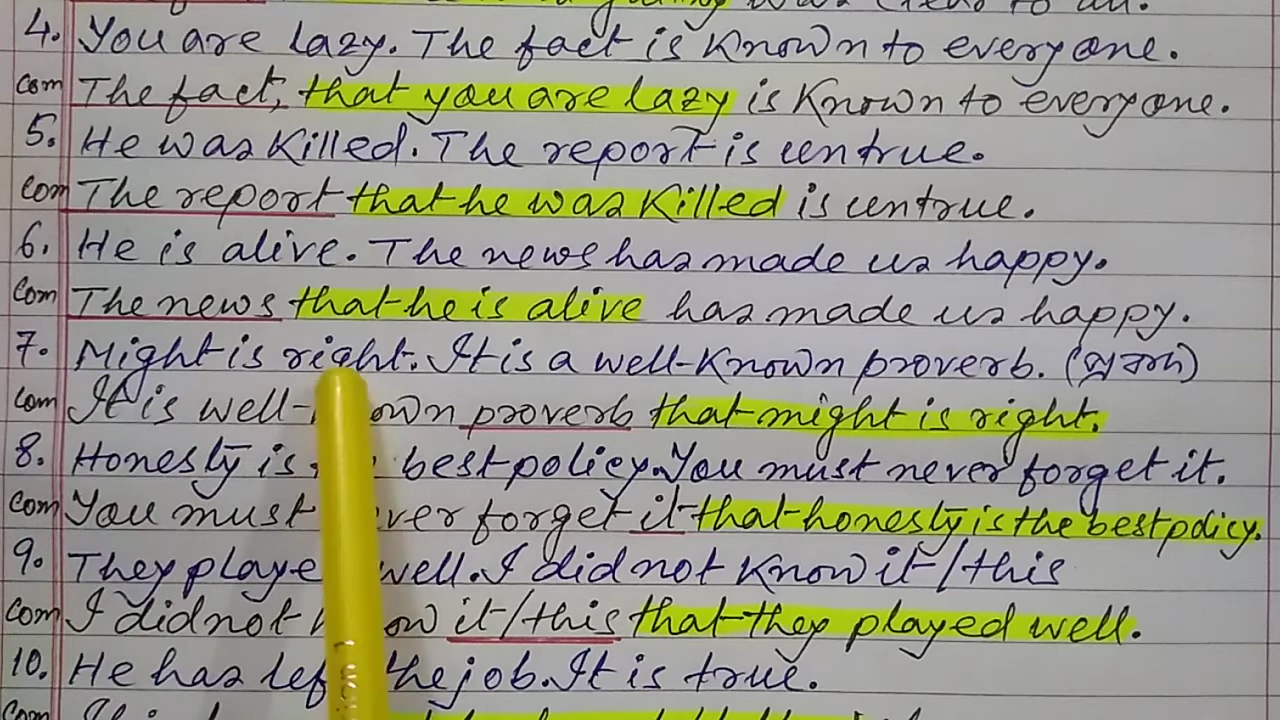 4. You are lazy. The fact is known to everyone.
Com The fact, that you are lazy is known to everyone.
5. He was killed. The report is untrue.
Com The report that he was killed is untrue.
6. He is alive. The news has made us happy.
Com The news that he is alive has made us happy.
7. Might is right. It is a well-known proverb. (প্রবাদ)
Com It is well- own proverb that might is right.
8. Honesty is best policy. You must never forget it.
Com You must ver forget it that honesty is the best policy.
9. They playe well. I did not know it/this
Com I did not ow it/this that they played well.
10. He has lef the job. It is true.
Com